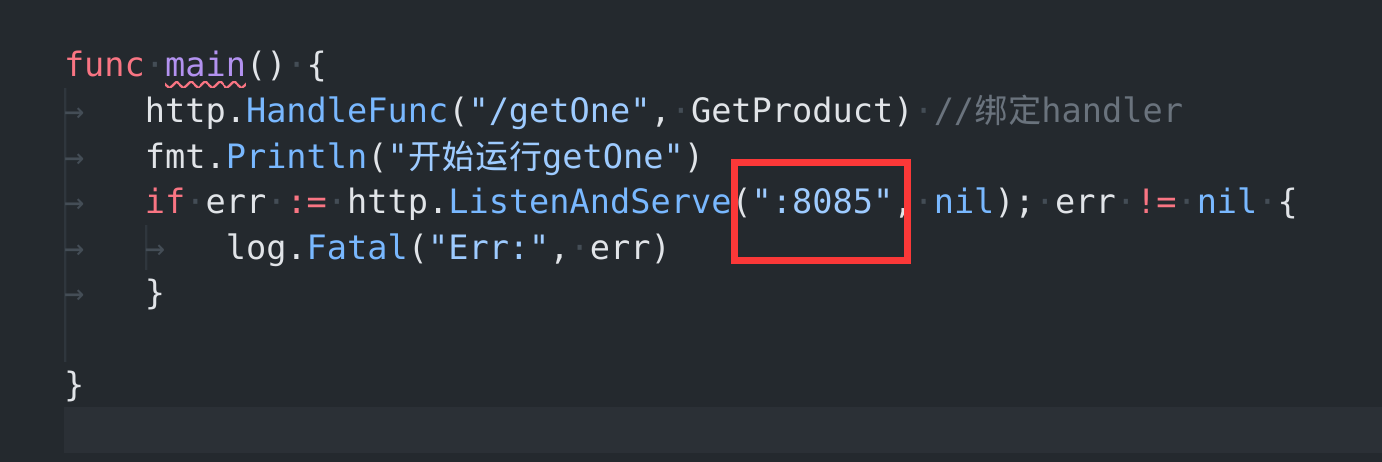 func main() {
http.HandleFunc("/getOne", GetProduct) //绑定handler
fmt.Println("开始运行getOne")
if err := http.ListenAndServe(":8085", nil); err != nil {
log.Fatal("Err:", err)
}
}